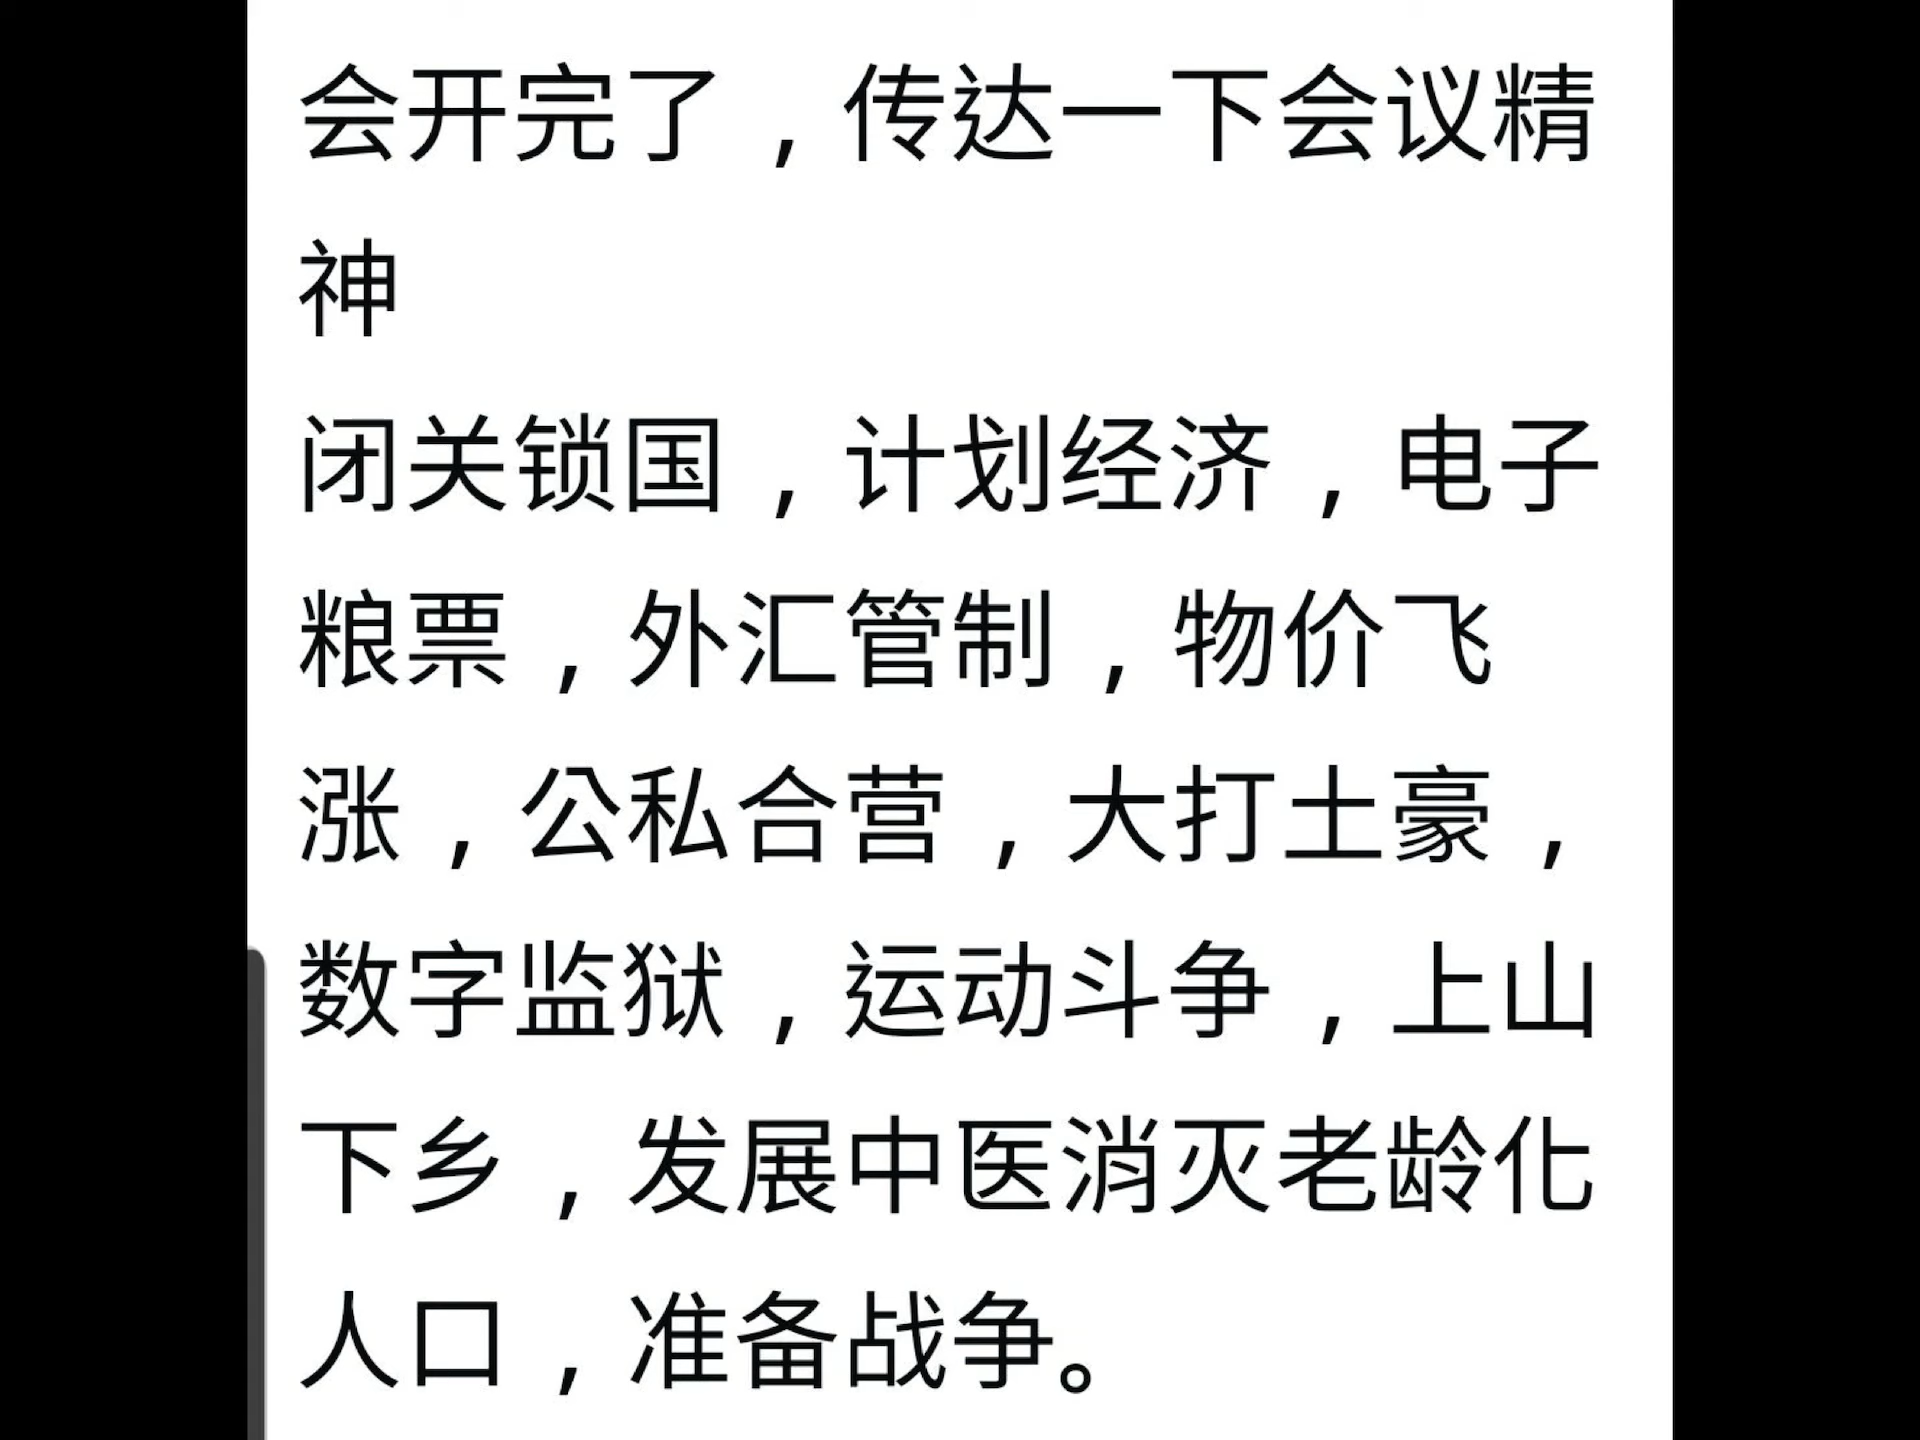 会开完了，传达一下会议精
神
闭关锁国，计划经济，电子
粮票，外汇管制，物价飞
涨，公私合营，大打土豪，
数字监狱，运动斗争，上山
下乡，发展中医消灭老龄化
人口，准备战争。